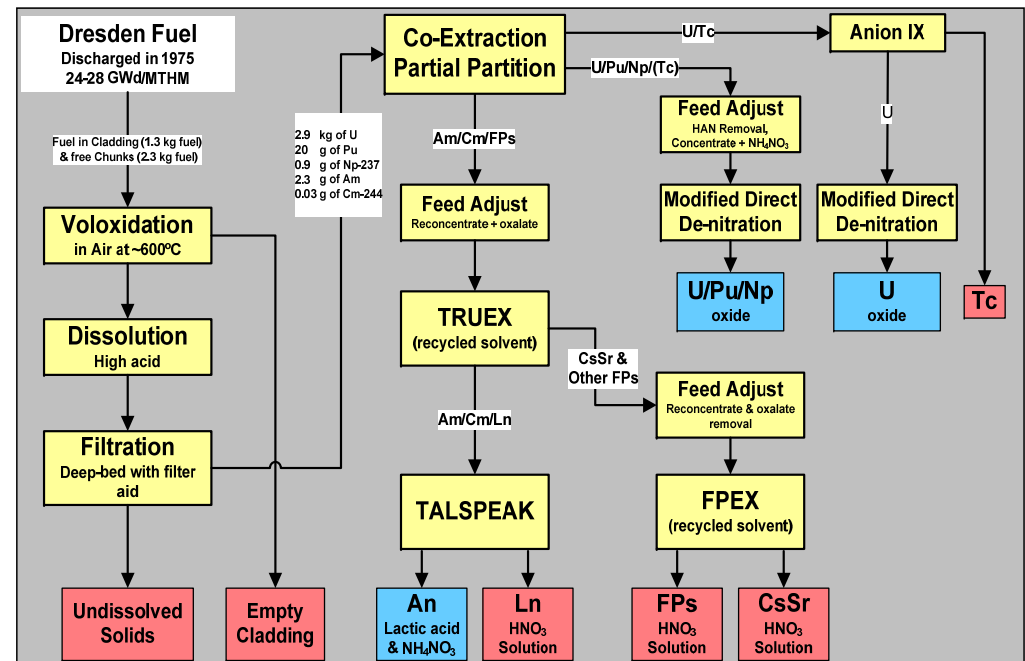 Dresden Fuel
Discharged in 1975
24-28 GWd/MTHM
Fuel in Cladding (1.3 kg fuel)
& free Chunks (2.3 kg fuel)
Voloxidation
in Air at ~600ºC
Dissolution
High acid
Filtration
Deep-bed with filter
aid
Undissolved
Solids
Empty
Cladding
2.9 kg of U
20 g of Pu
0.9 g of Np-237
2.3 g of Am
0.03 g of Cm-244
Co-Extraction
Partial Partition
U/Tc
U/Pu/Np/(Tc)
Am/Cm/FPs
Feed Adjust
Reconcentrate + oxalate
TRUEX
(recycled solvent)
CsSr &
Other FPs
Am/Cm/Ln
TALSPEAK
An
Lactic acid
& NH₄NO₃
Ln
HNO₃
Solution
Anion IX
U
Feed Adjust
HAN Removal,
Concentrate + NH₄NO₃
Modified Direct
De-nitration
U/Pu/Np
oxide
Modified Direct
De-nitration
U
oxide
Tc
Feed Adjust
Reconcentrate & oxalate
removal
FPEX
(recycled solvent)
FPs
HNO₃
Solution
CsSr
HNO₃
Solution